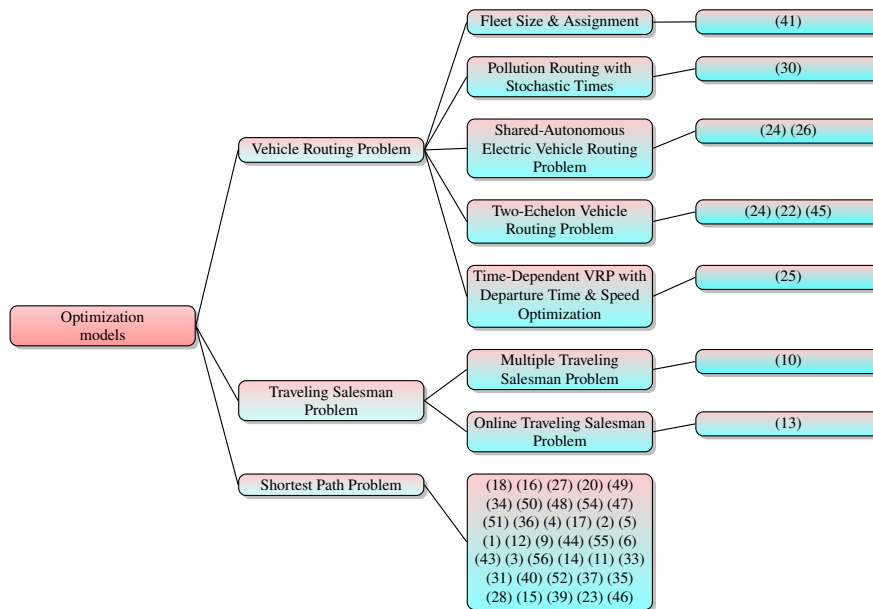 Optimization
models
Vehicle Routing Problem
Fleet Size & Assignment
(41)
Pollution Routing with
Stochastic Times
(30)
Shared-Autonomous
Electric Vehicle Routing
Problem
(24) (26)
Two-Echelon Vehicle
Routing Problem
(24) (22) (45)
Time-Dependent VRP with
Departure Time & Speed
Optimization
(25)
Traveling Salesman
Problem
Multiple Traveling
Salesman Problem
(10)
Online Traveling Salesman
Problem
(13)
Shortest Path Problem
(18) (16) (27) (20) (49)
(34) (50) (48) (54) (47)
(51) (36) (4) (17) (2) (5)
(1) (12) (9) (44) (55) (6)
(43) (3) (56) (14) (11) (33)
(31) (40) (52) (37) (35)
(28) (15) (39) (23) (46)